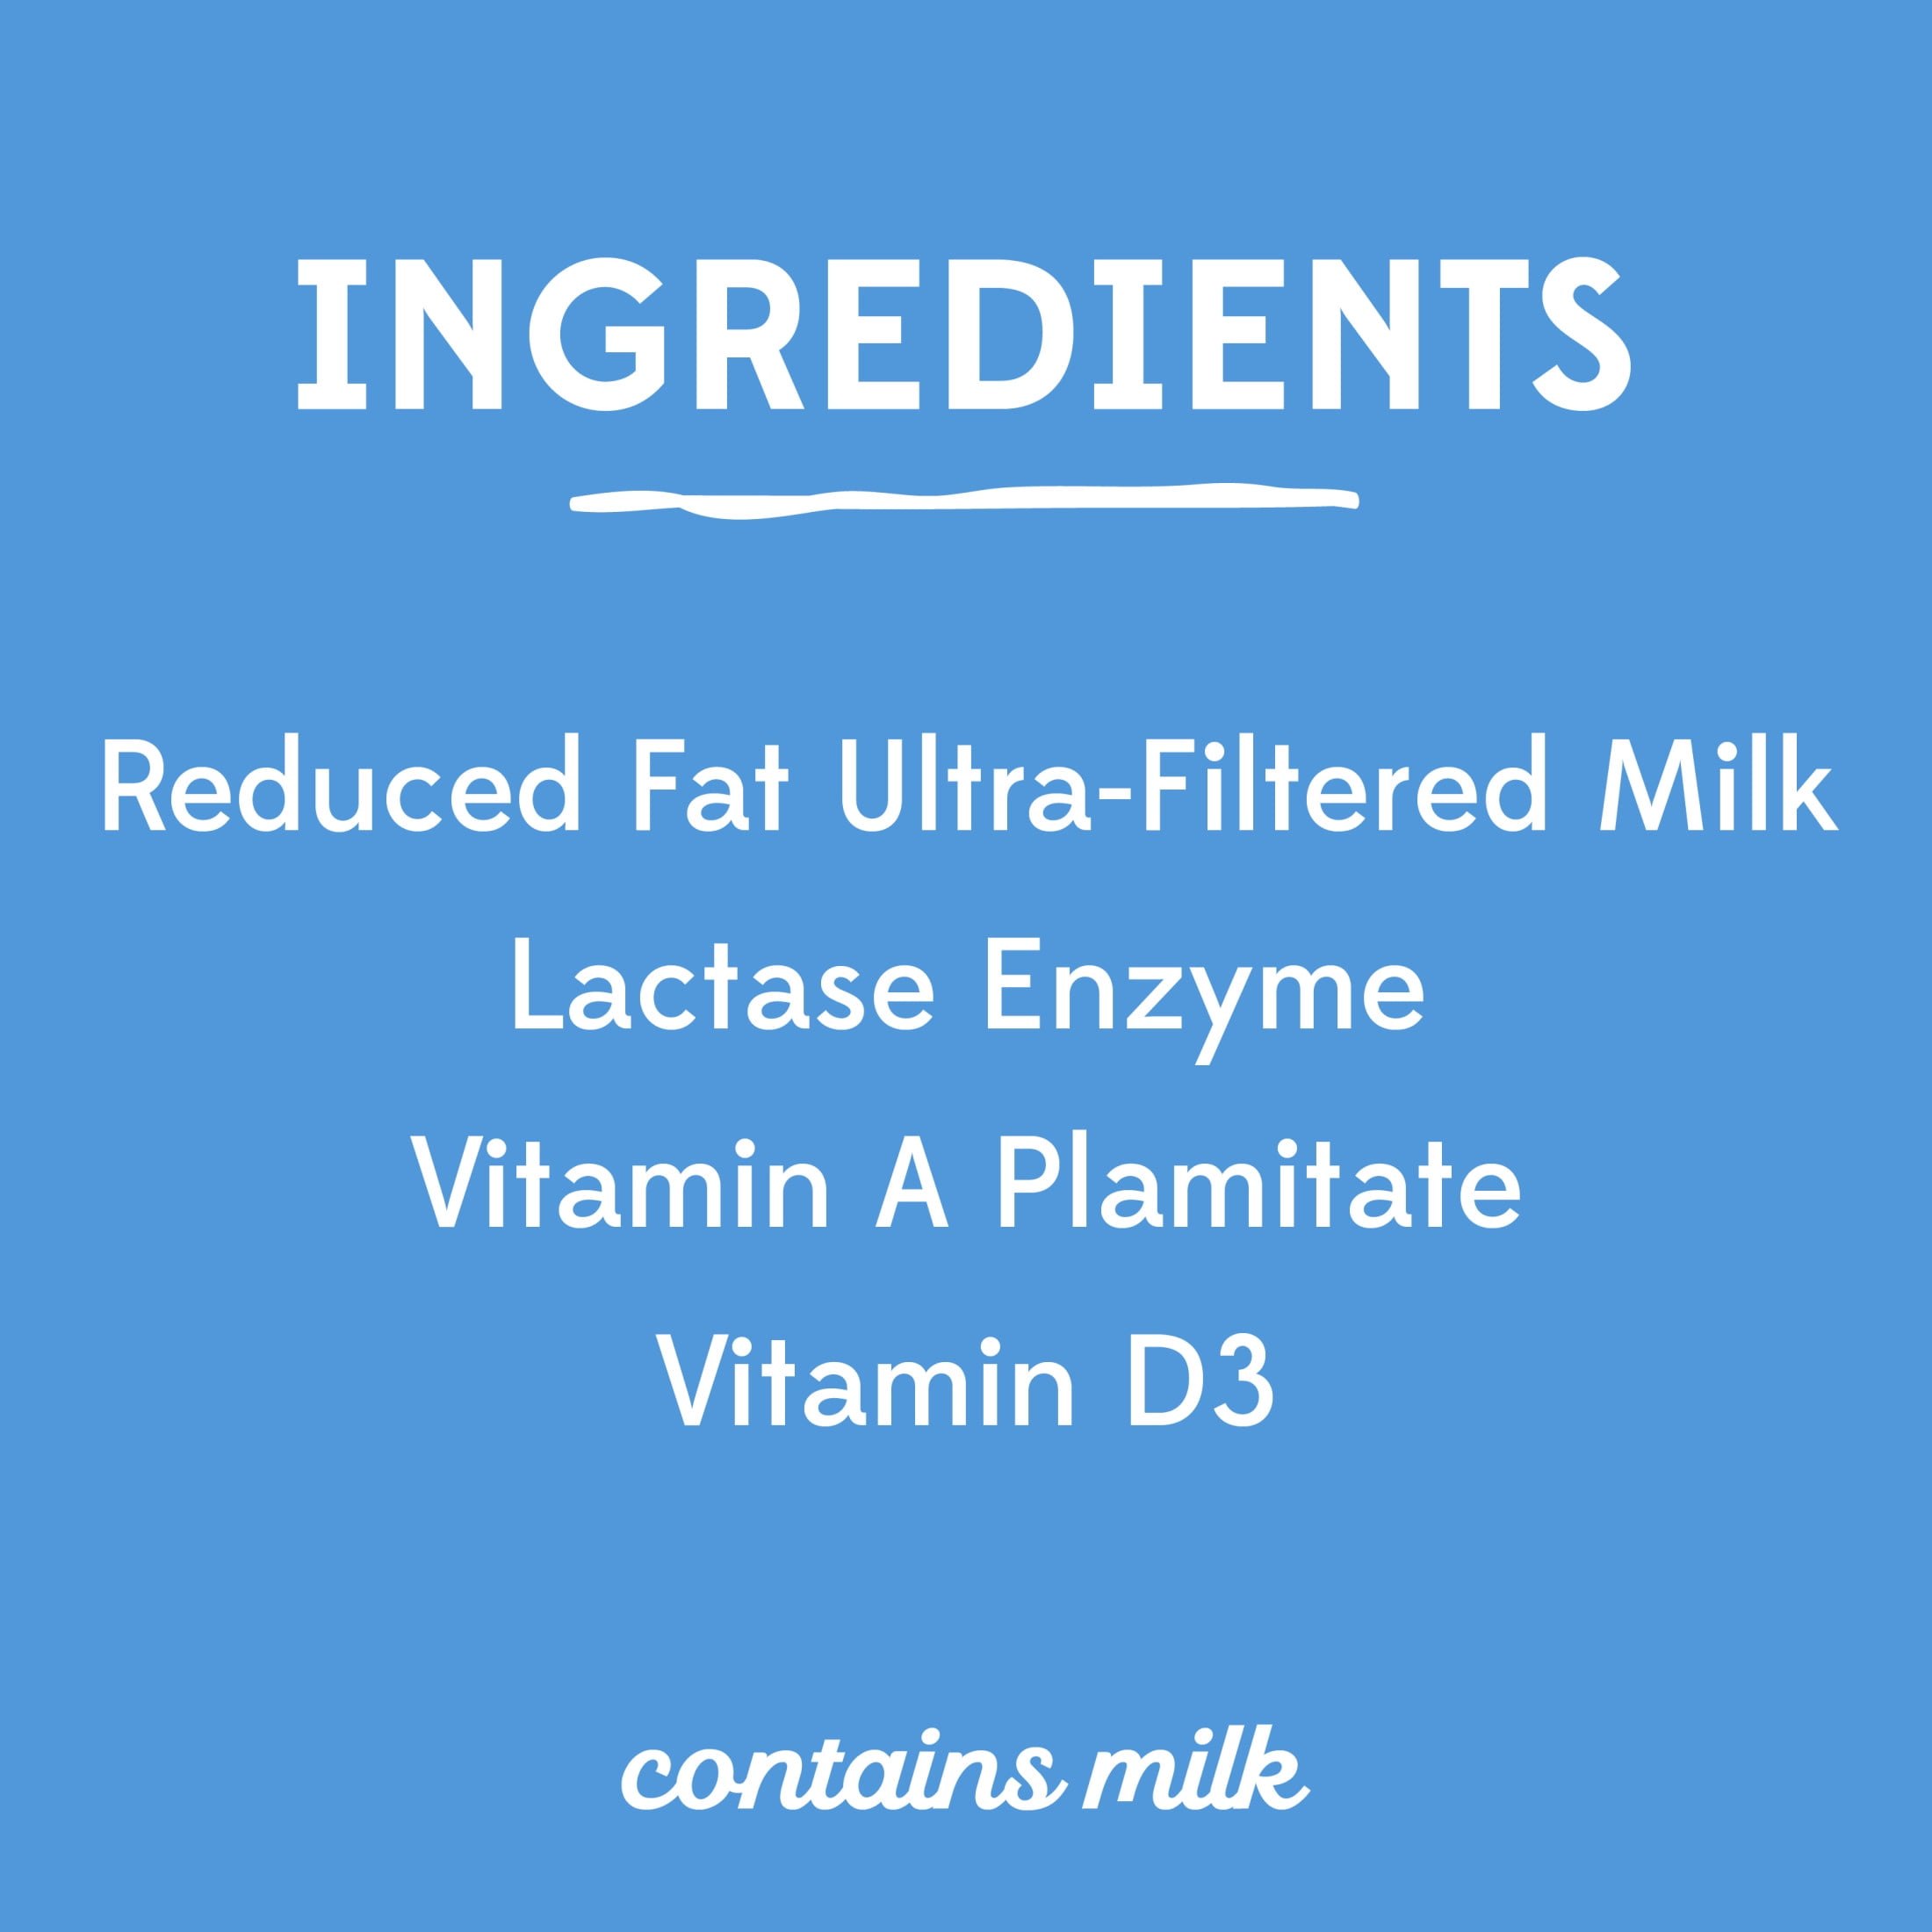 INGREDIENTS
Reduced Fat Ultra-Filtered Milk
Lactase Enzyme
Vitamin A Plamitate
Vitamin D3
contains milk